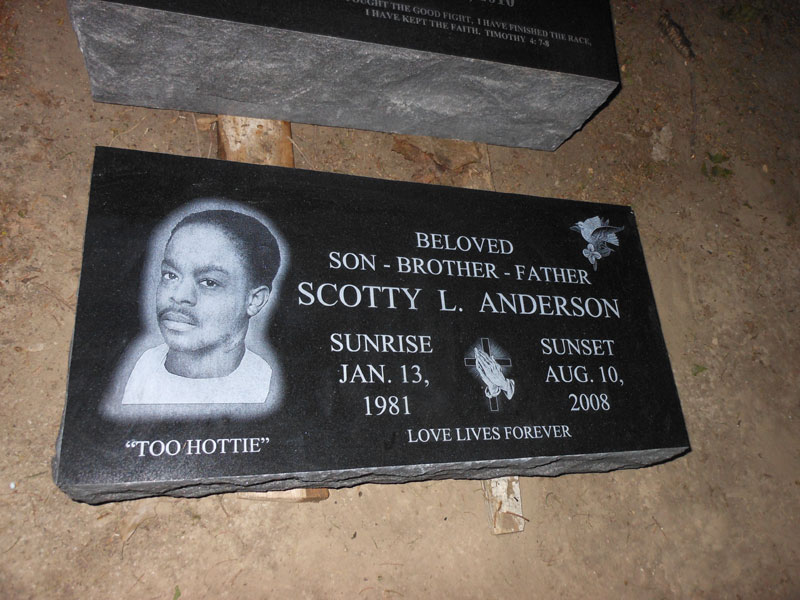 2010
FOUGHT THE GOOD FIGHT, I HAVE FINISHED THE RACE,
I HAVE KEPT THE FAITH. TIMOTHY 4: 7-8
BELOVED
SON - BROTHER - FATHER
SCOTTY L. ANDERSON
SUNRISE
JAN. 13,
1981
SUNSET
AUG. 10,
2008
LOVE LIVES FOREVER
“TOO HOTTIE”